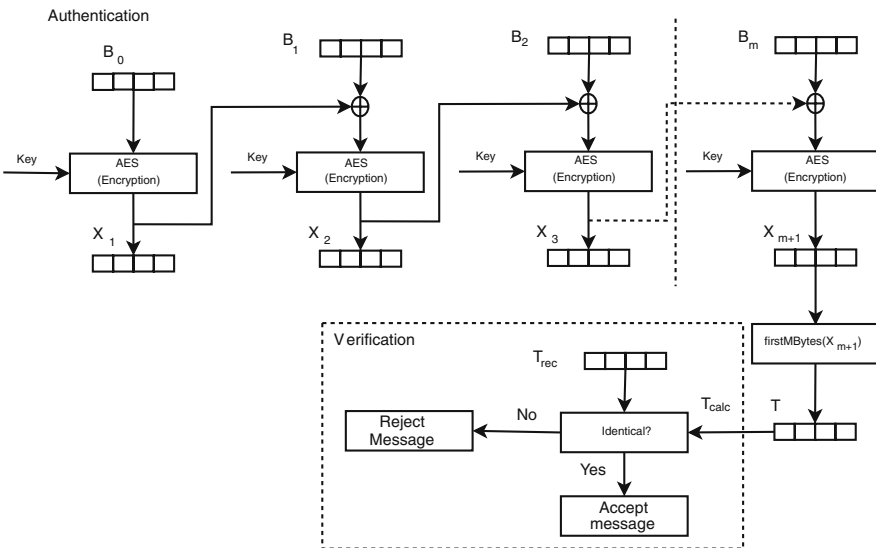 Authentication
B0
B1
B2
Bm
Key
AES
(Encryption)
Key
AES
(Encryption)
Key
AES
(Encryption)
Key
AES
(Encryption)
X1
X2
X3
Xm+1
firstMBytes(Xm+1)
Verification
Trec
Tcalc
T
No
Reject
Message
Identical?
Yes
Accept
message